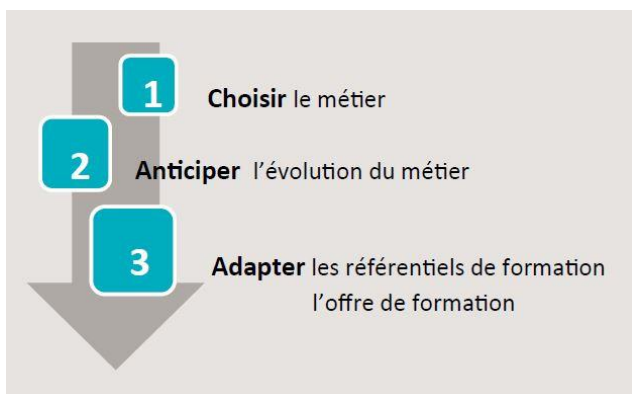 1 Choisir le métier
2 Anticiper l’évolution du métier
3 Adapter les référentiels de formation
l’offre de formation